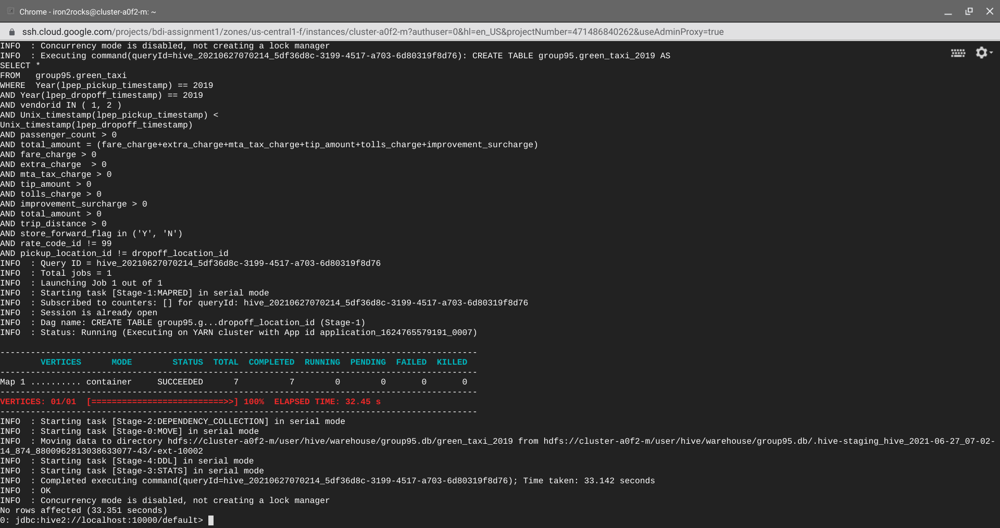 Chrome - iron2rocks@cluster-a0f2-m: ~
ssh.cloud.google.com/projects/bdi-assignment1/zones/us-central1-f/instances/cluster-a0f2-m?authuser=0&hl=en_US&projectNumber=471486840262&useAdminProxy=true
INFO  : Concurrency mode is disabled, not creating a lock manager
INFO  : Executing command(queryId=hive_20210627070214_5df36d8c-3199-4517-a703-6d80319f8d76): CREATE TABLE group95.green_taxi_2019 AS
SELECT *
FROM   group95.green_taxi
WHERE  Year(lpep_pickup_timestamp) == 2019
AND Year(lpep_dropoff_timestamp) == 2019
AND vendorid IN ( 1, 2 )
AND Unix_timestamp(lpep_pickup_timestamp) <
Unix_timestamp(lpep_dropoff_timestamp)
AND passenger_count > 0
AND total_amount = (fare_charge+extra_charge+mta_tax_charge+tip_amount+tolls_charge+improvement_surcharge)
AND fare_charge > 0
AND extra_charge  > 0
AND mta_tax_charge > 0
AND tip_amount > 0
AND tolls_charge > 0
AND improvement_surcharge > 0
AND total_amount > 0
AND trip_distance > 0
AND store_forward_flag in ('Y', 'N')
AND rate_code_id != 99
AND pickup_location_id != dropoff_location_id
INFO  : Query ID = hive_20210627070214_5df36d8c-3199-4517-a703-6d80319f8d76
INFO  : Total jobs = 1
INFO  : Launching Job 1 out of 1
INFO  : Starting task [Stage-1:MAPRED] in serial mode
INFO  : Subscribed to counters: [] for queryId: hive_20210627070214_5df36d8c-3199-4517-a703-6d80319f8d76
INFO  : Session is already open
INFO  : Dag name: CREATE TABLE group95.g...dropoff_location_id (Stage-1)
INFO  : Status: Running (Executing on YARN cluster with App id application_1624765579191_0007)
----------------------------------------------------------------------------------------------
        VERTICES      MODE        STATUS  TOTAL  COMPLETED  RUNNING  PENDING  FAILED  KILLED
----------------------------------------------------------------------------------------------
Map 1 .......... container     SUCCEEDED      7          7        0        0       0       0
----------------------------------------------------------------------------------------------
VERTICES: 01/01  [==========================>>] 100%  ELAPSED TIME: 32.45 s
----------------------------------------------------------------------------------------------
INFO  : Starting task [Stage-2:DEPENDENCY_COLLECTION] in serial mode
INFO  : Starting task [Stage-0:MOVE] in serial mode
INFO  : Moving data to directory hdfs://cluster-a0f2-m/user/hive/warehouse/group95.db/green_taxi_2019 from hdfs://cluster-a0f2-m/user/hive/warehouse/group95.db/.hive-staging_hive_2021-06-27_07-02-
14_874_8800962813038633077-43/-ext-10002
INFO  : Starting task [Stage-4:DDL] in serial mode
INFO  : Starting task [Stage-3:STATS] in serial mode
INFO  : Completed executing command(queryId=hive_20210627070214_5df36d8c-3199-4517-a703-6d80319f8d76); Time taken: 33.142 seconds
INFO  : OK
INFO  : Concurrency mode is disabled, not creating a lock manager
No rows affected (33.351 seconds)
0: jdbc:hive2://localhost:10000/default>